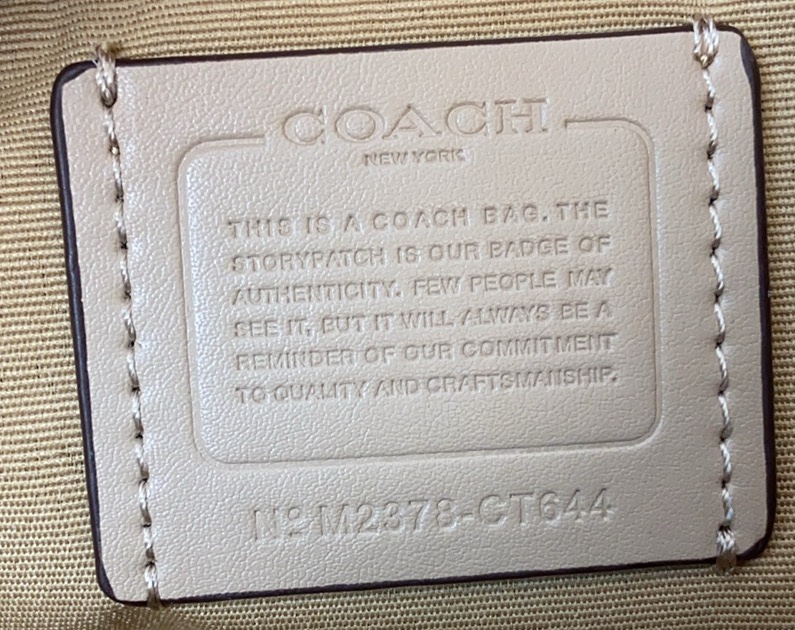 COACH
NEW YORK
THIS IS A COACH BAG. THE
STORYPATCH IS OUR BADGE OF
AUTHENTICITY. FEW PEOPLE MAY
SEE IT, BUT IT WILL ALWAYS BE A
REMINDER OF OUR COMMITMENT
TO QUALITY AND CRAFTSMANSHIP.
Nº M2378-CT644